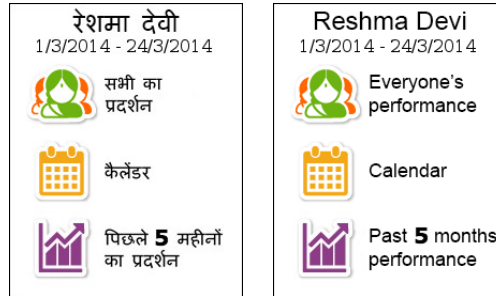 रेशमा देवी
1/3/2014 - 24/3/2014
सभी का
प्रदर्शन
कैलेंडर
पिछले 5 महीनों
का प्रदर्शन
Reshma Devi
1/3/2014 - 24/3/2014
Everyone's
performance
Calendar
Past 5 months
performance